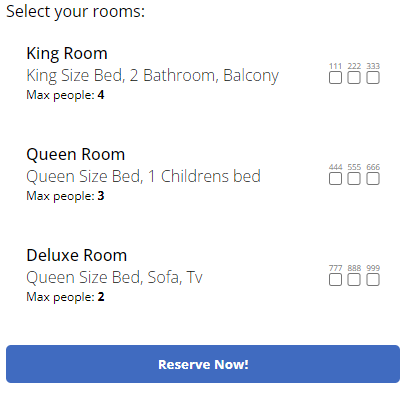 Select your rooms:
King Room
King Size Bed, 2 Bathroom, Balcony
Max people: 4
111 222 333
Queen Room
Queen Size Bed, 1 Childrens bed
Max people: 3
444 555 666
Deluxe Room
Queen Size Bed, Sofa, Tv
Max people: 2
777 888 999
Reserve Now!